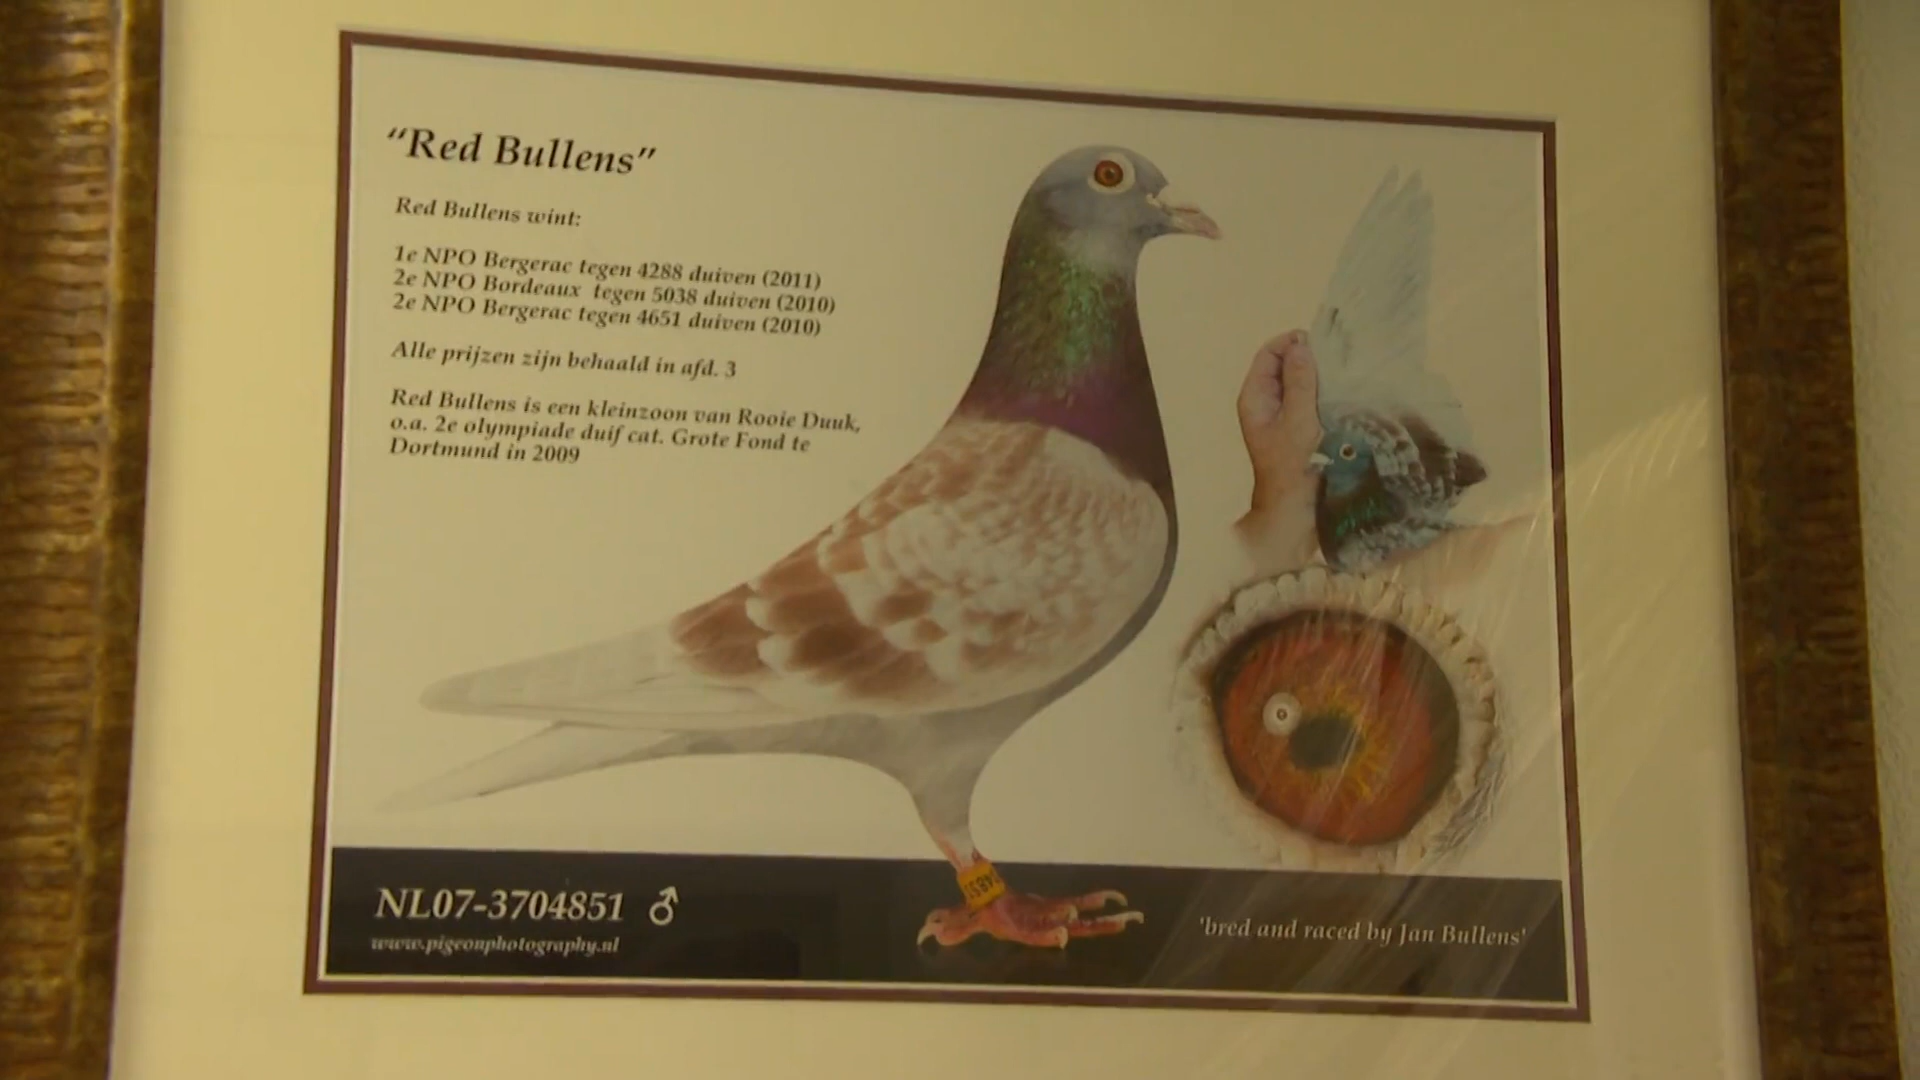 “Red Bullens”
Red Bullens wint:
1e NPO Bergerac tegen 4288 duiven (2011)
2e NPO Bordeaux tegen 5038 duiven (2010)
2e NPO Bergerac tegen 4651 duiven (2010)
Alle prijzen zijn behaald in afd. 3
Red Bullens is een kleinzoon van Rooie Duuk,
o.a. 2e olympiade duif cat. Grote Fond te
Dortmund in 2009
NL07-3704851 ♂
www.pigeonphotography.nl
'bred and raced by Jan Bullens'